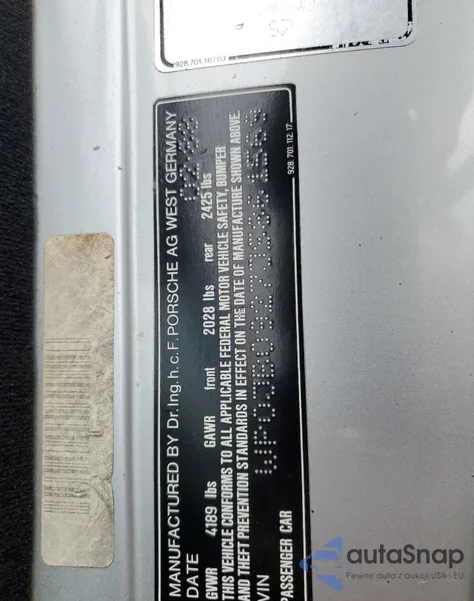 928.701.167.03
MANUFACTURED BY Dr. Ing. h. c. F. PORSCHE AG WEST GERMANY
DATE
GVWR 4189 lbs GAWR front 2028 lbs rear 2425 lbs
THIS VEHICLE CONFORMS TO ALL APPLICABLE FEDERAL MOTOR VEHICLE SAFETY, BUMPER
AND THEFT PREVENTION STANDARDS IN EFFECT ON THE DATE OF MANUFACTURE SHOWN ABOVE
VIN
PASSENGER CAR
928.701.112.17
autoSnap
Pewne auta z aukcji USA i EU